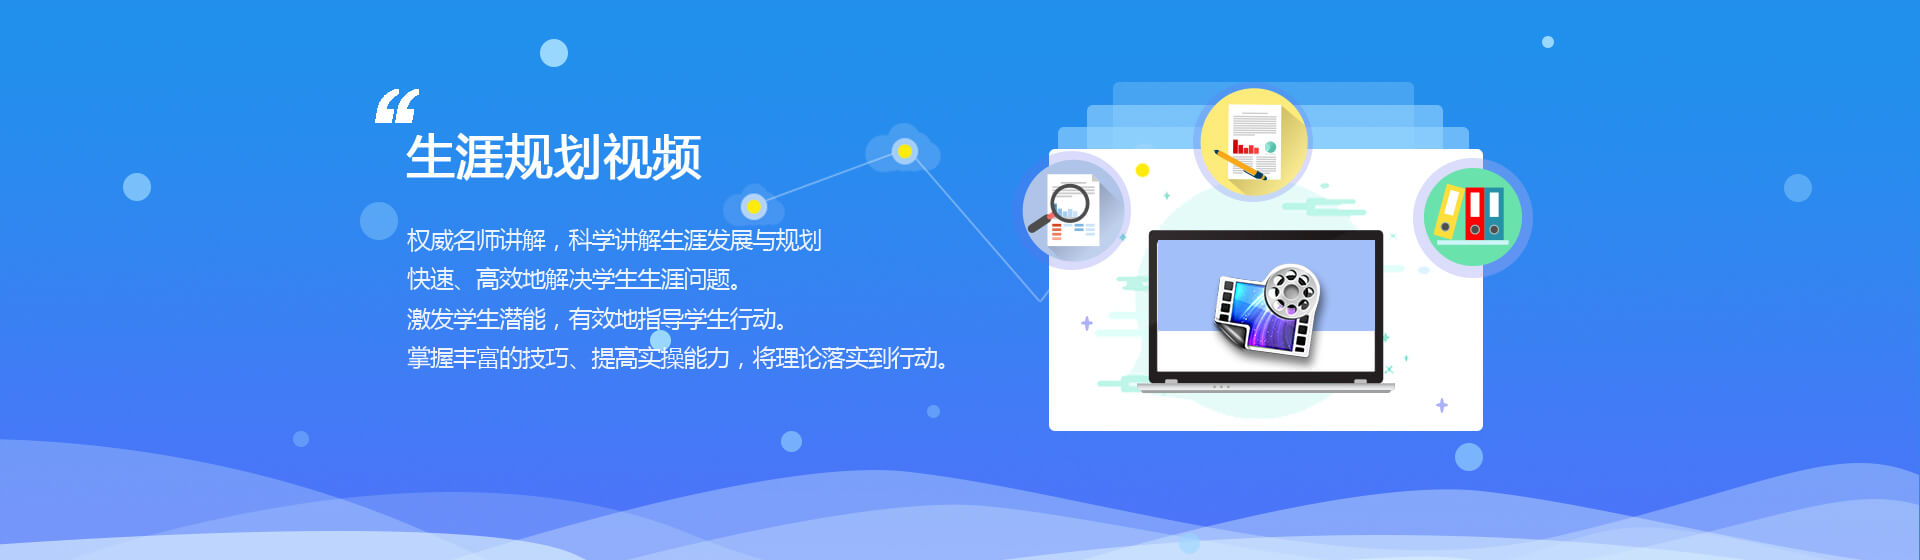 “
生涯规划视频
权威名师讲解，科学讲解生涯发展与规划
快速、高效地解决学生生涯问题。
激发学生潜能，有效地指导学生行动。
掌握丰富的技巧、提高实操能力，将理论落实到行动。